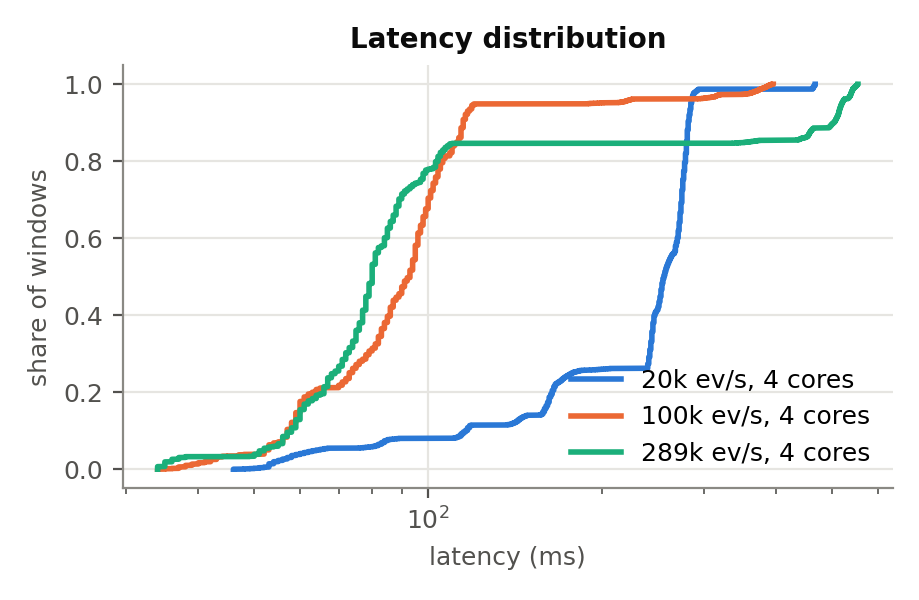 Latency distribution
share of windows
1.0
0.8
0.6
0.4
0.2
0.0
20k ev/s, 4 cores
100k ev/s, 4 cores
289k ev/s, 4 cores
10²
latency (ms)